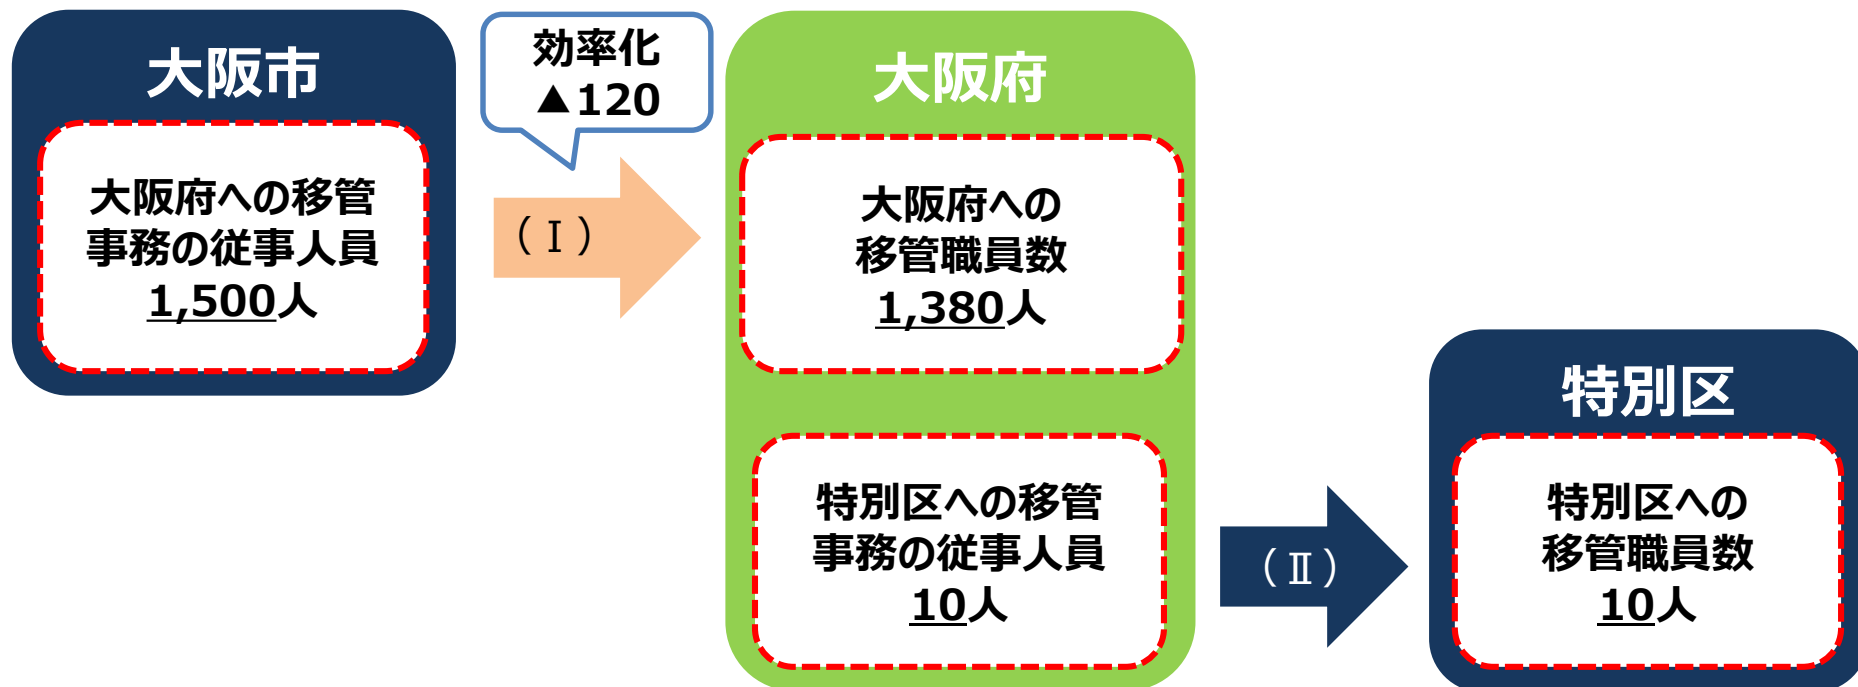 大阪市
大阪府への移管
事務の従事人員
1,500人
効率化
▲120
（Ⅰ）
大阪府
大阪府への
移管職員数
1,380人
特別区への移管
事務の従事人員
10人
（Ⅱ）
特別区
特別区への
移管職員数
10人